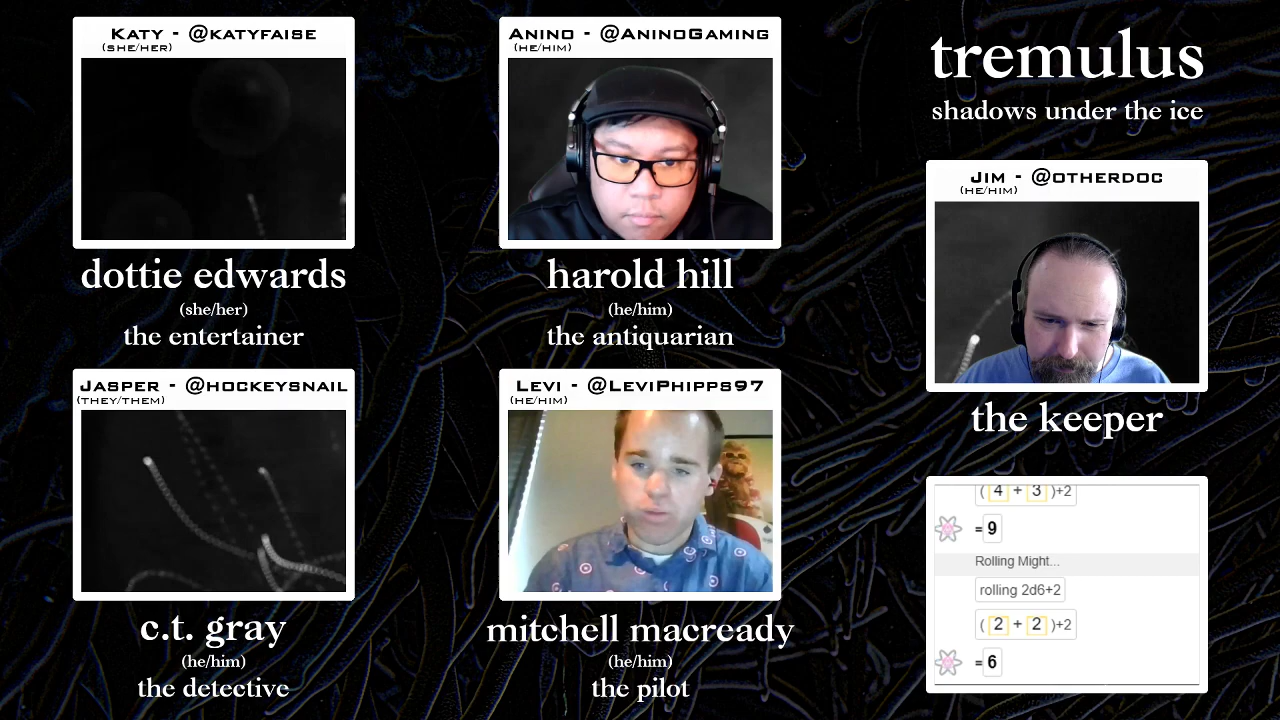 Katy - @katyfaise
(she/her)
dottie edwards
(she/her)
the entertainer
Anino - @AninoGaming
(he/him)
harold hill
(he/him)
the antiquarian
tremulus
shadows under the ice
Jim - @otherdoc
(he/him)
the keeper
Jasper - @hockeysnail
(they/them)
c.t. gray
(he/him)
the detective
Levi - @LeviPhipps97
(he/him)
mitchell macready
(he/him)
the pilot
( 4 + 3 )+2
= 9
Rolling Might...
rolling 2d6+2
( 2 + 2 )+2
= 6